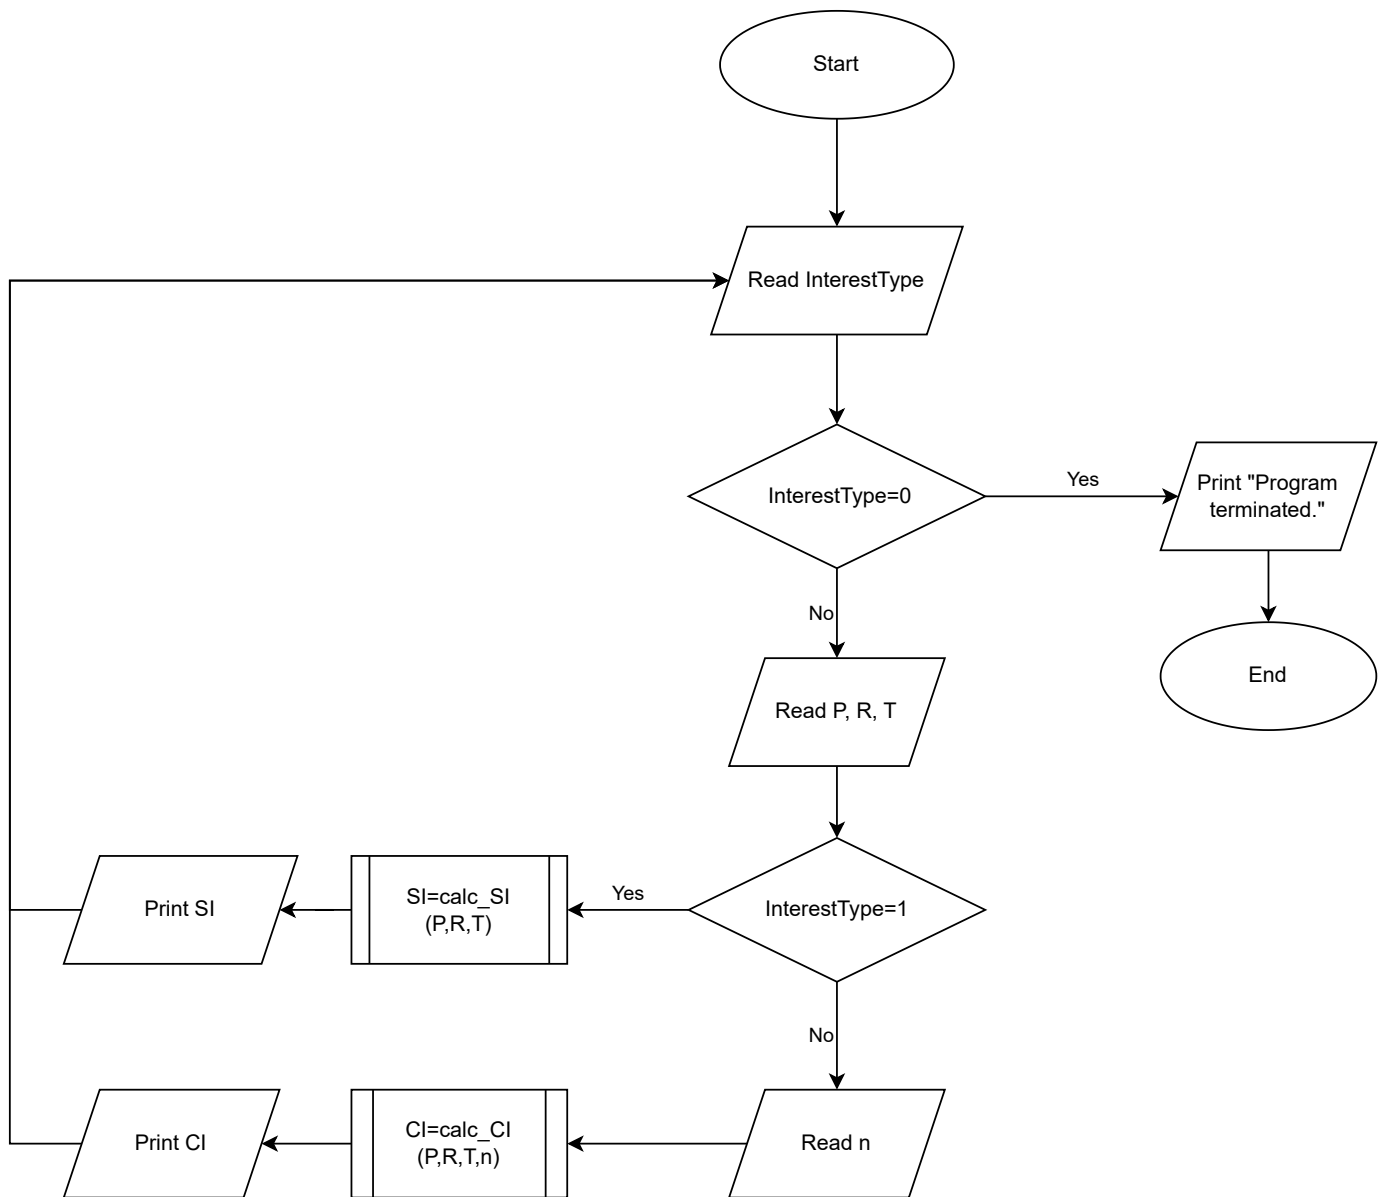 Start
Read InterestType
InterestType=0
Yes
Print "Program
terminated."
No
End
Read P, R, T
Print SI
SI=calc_SI
(P,R,T)
Yes
InterestType=1
No
Print CI
CI=calc_CI
(P,R,T,n)
Read n